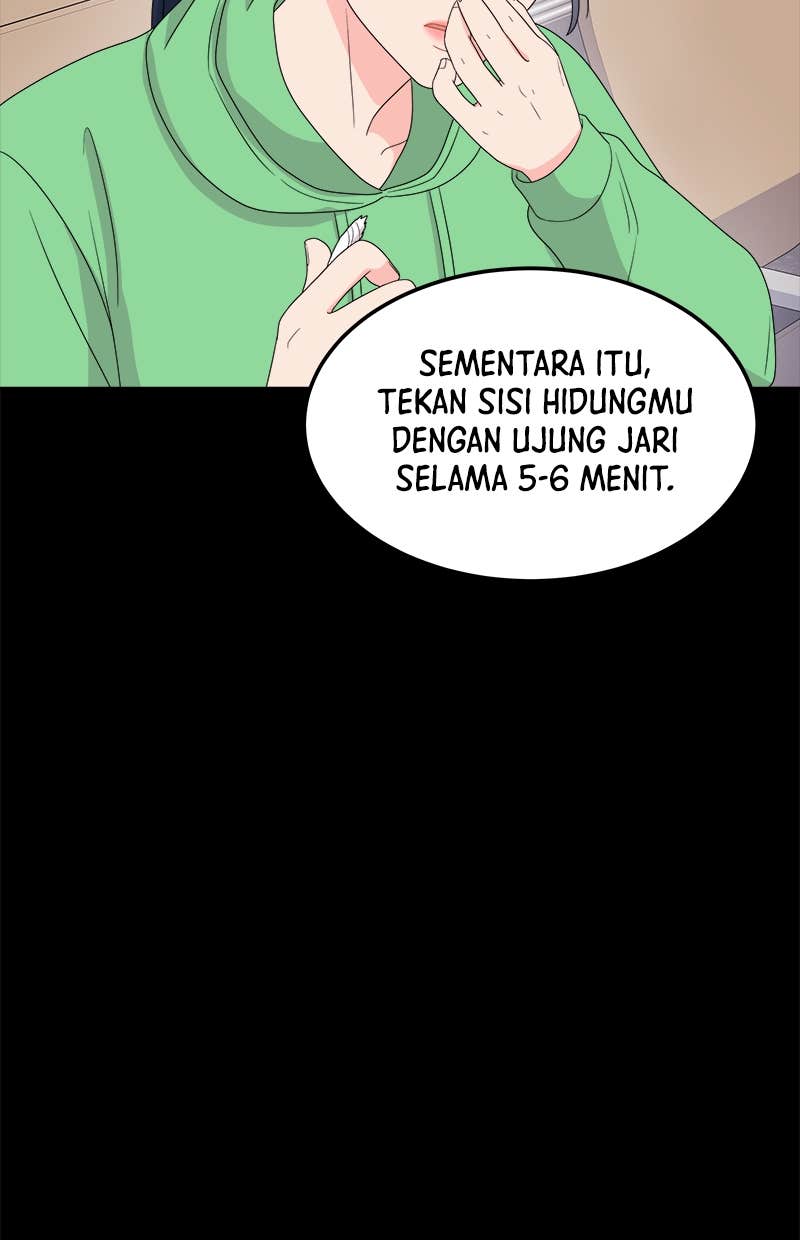 SEMENTARA ITU,
TEKAN SISI HIDUNGMU
DENGAN UJUNG JARI
SELAMA 5-6 MENIT.